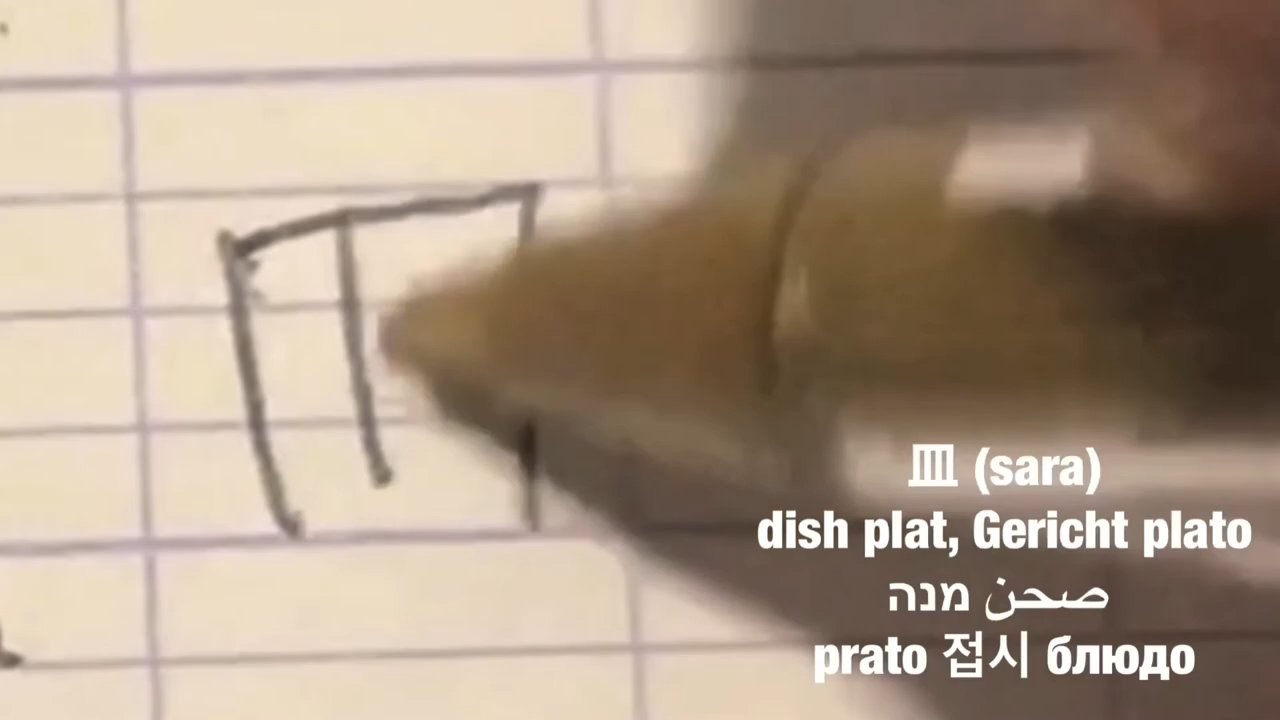 皿 (sara)
dish plat, Gericht plato
صحن מנה
prato 접시 блюдо